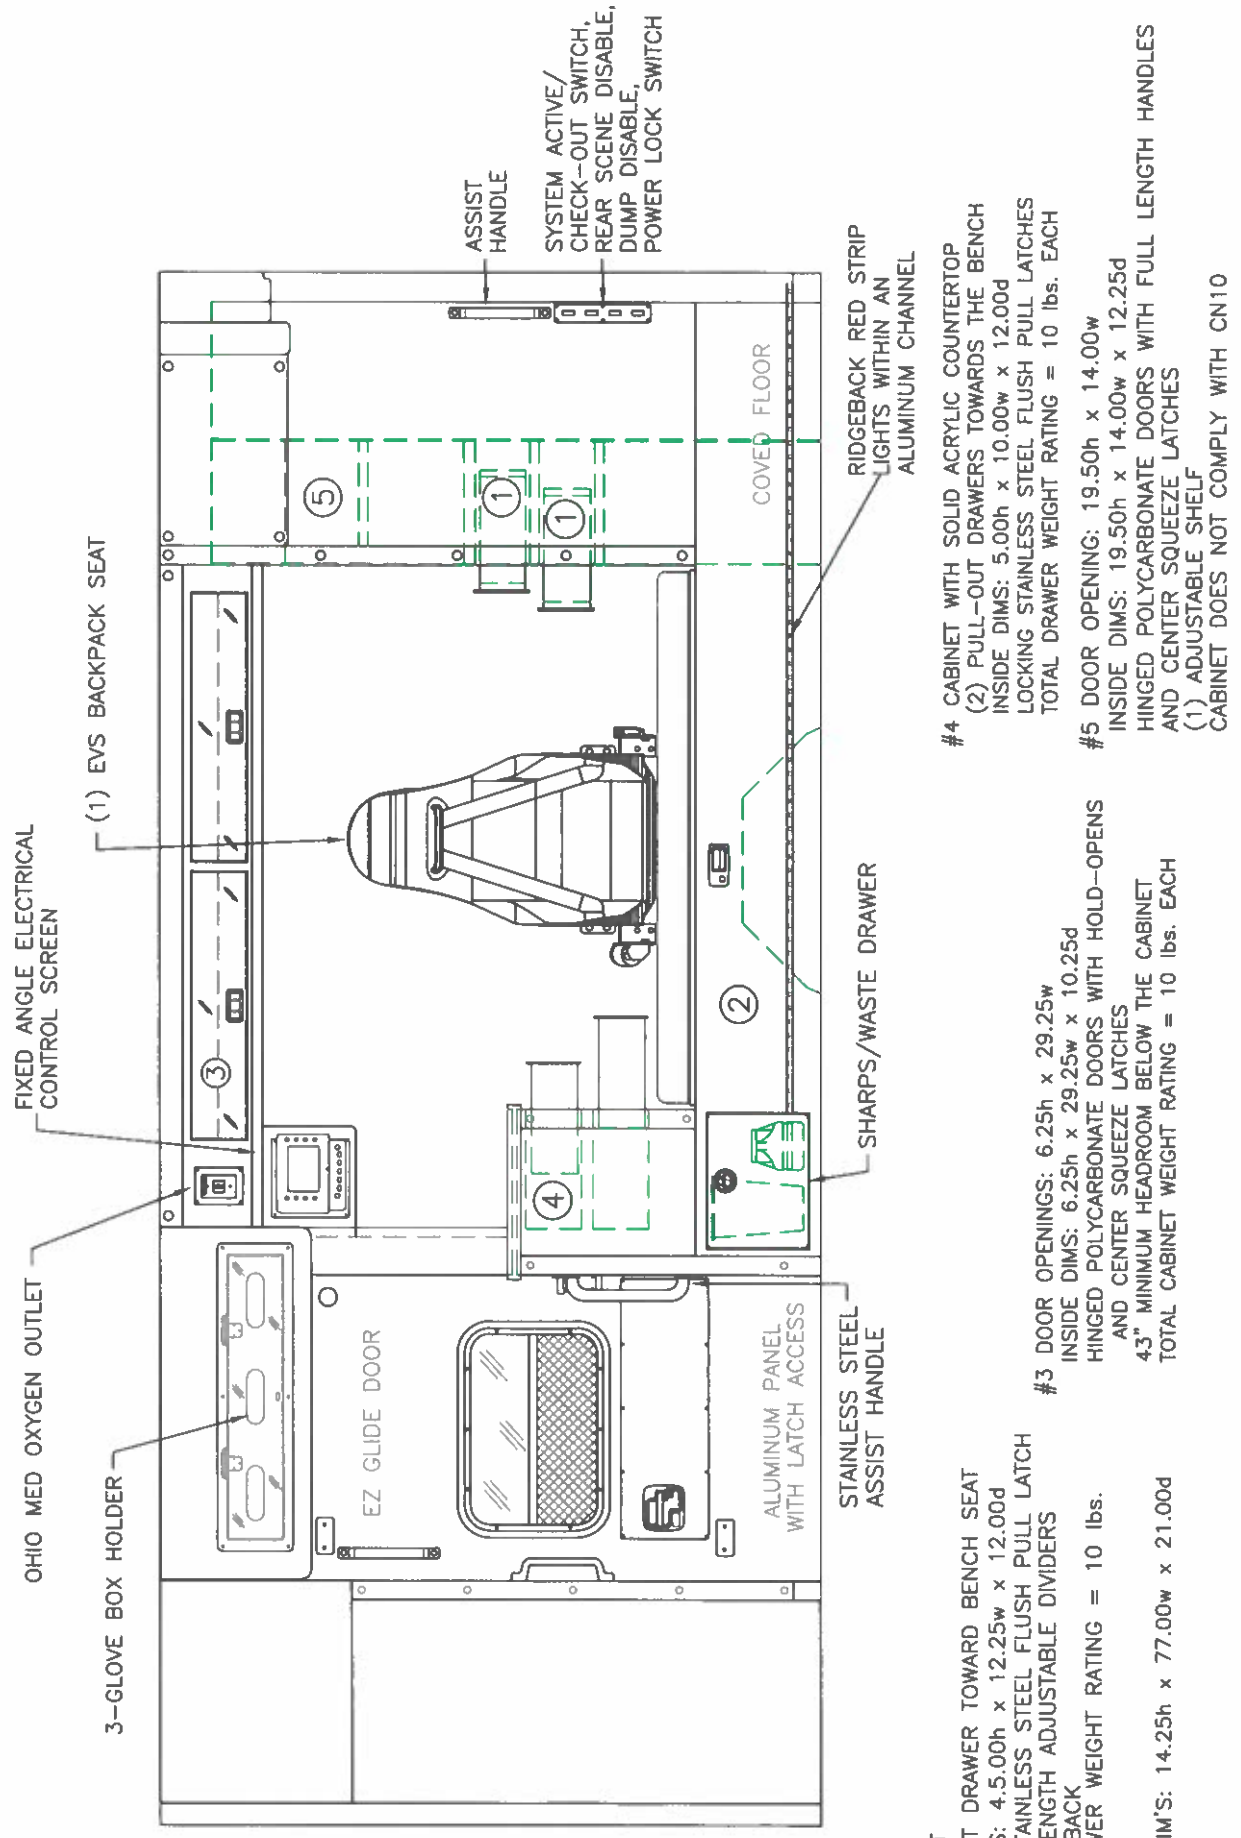 OHIO MED OXYGEN OUTLET
3-GLOVE BOX HOLDER
FIXED ANGLE ELECTRICAL
CONTROL SCREEN
(1) EVS BACKPACK SEAT
ASSIST
HANDLE
SYSTEM ACTIVE/
CHECK-OUT SWITCH,
REAR SCENE DISABLE,
DUMP DISABLE,
POWER LOCK SWITCH
3
5
1
1
EZ GLIDE DOOR
4
2
COVED FLOOR
ALUMINUM PANEL
WITH LATCH ACCESS
STAINLESS STEEL
ASSIST HANDLE
SHARPS/WASTE DRAWER
RIDGEBACK RED STRIP
LIGHTS WITHIN AN
ALUMINUM CHANNEL
T DRAWER TOWARD BENCH SEAT
S: 4.5.00h x 12.25w x 12.00d
TAINLESS STEEL FLUSH PULL LATCH
ENGTH ADJUSTABLE DIVIDERS
BACK
WER WEIGHT RATING = 10 lbs.
IM'S: 14.25h x 77.00w x 21.00d
#3 DOOR OPENINGS: 6.25h x 29.25w
INSIDE DIMS: 6.25h x 29.25w x 10.25d
HINGED POLYCARBONATE DOORS WITH HOLD-OPENS
AND CENTER SQUEEZE LATCHES
43" MINIMUM HEADROOM BELOW THE CABINET
TOTAL CABINET WEIGHT RATING = 10 lbs. EACH
#4 CABINET WITH SOLID ACRYLIC COUNTERTOP
(2) PULL-OUT DRAWERS TOWARDS THE BENCH
INSIDE DIMS: 5.00h x 10.00w x 12.00d
LOCKING STAINLESS STEEL FLUSH PULL LATCHES
TOTAL DRAWER WEIGHT RATING = 10 lbs. EACH
#5 DOOR OPENING: 19.50h x 14.00w
INSIDE DIMS: 19.50h x 14.00w x 12.25d
HINGED POLYCARBONATE DOORS WITH FULL LENGTH HANDLES
AND CENTER SQUEEZE LATCHES
(1) ADJUSTABLE SHELF
CABINET DOES NOT COMPLY WITH CN10